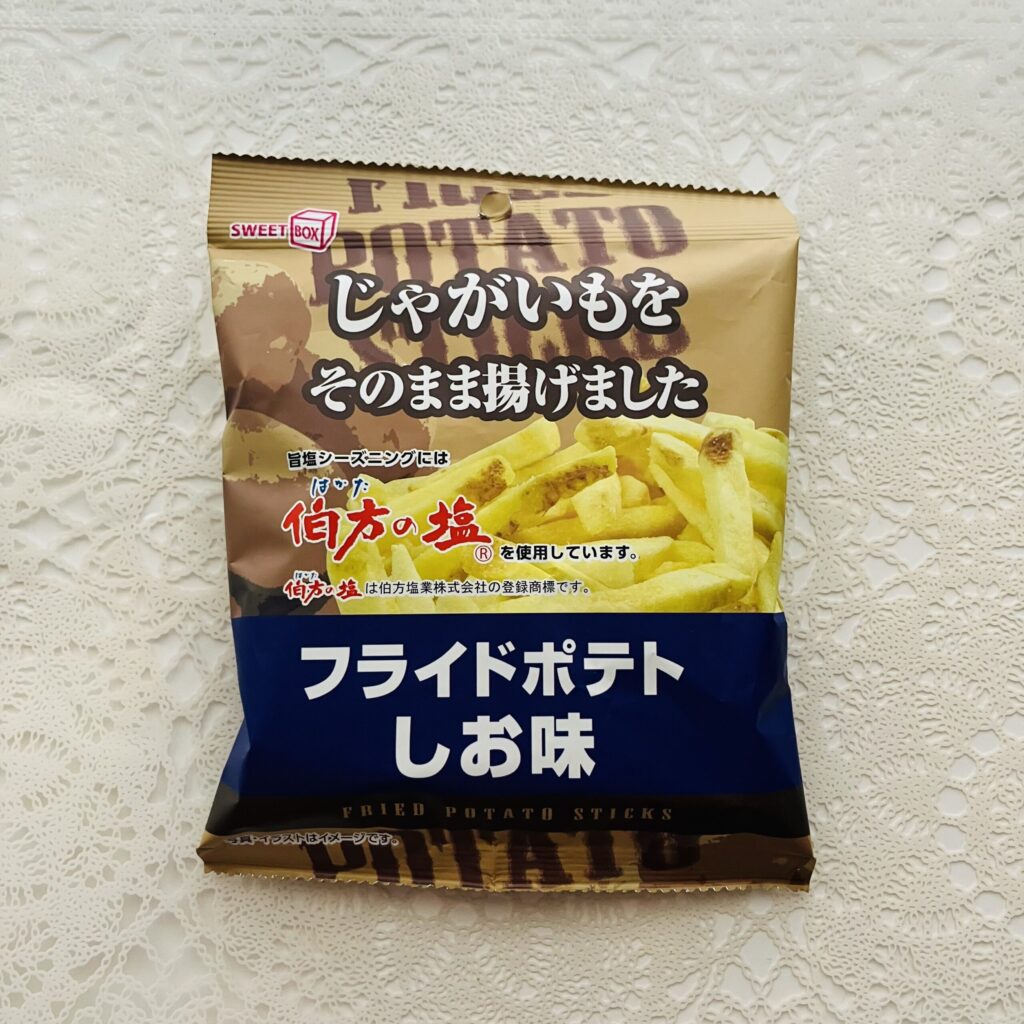 FRIED
POTATO
SWEET BOX
じゃがいもを
そのまま揚げました
旨塩シーズニングには
はかた
伯方の塩® を使用しています。
はかた
伯方の塩は伯方塩業株式会社の登録商標です。
フライドポテト
しお味
FRIED POTATO STICKS
写真・イラストはイメージです。
POTATO